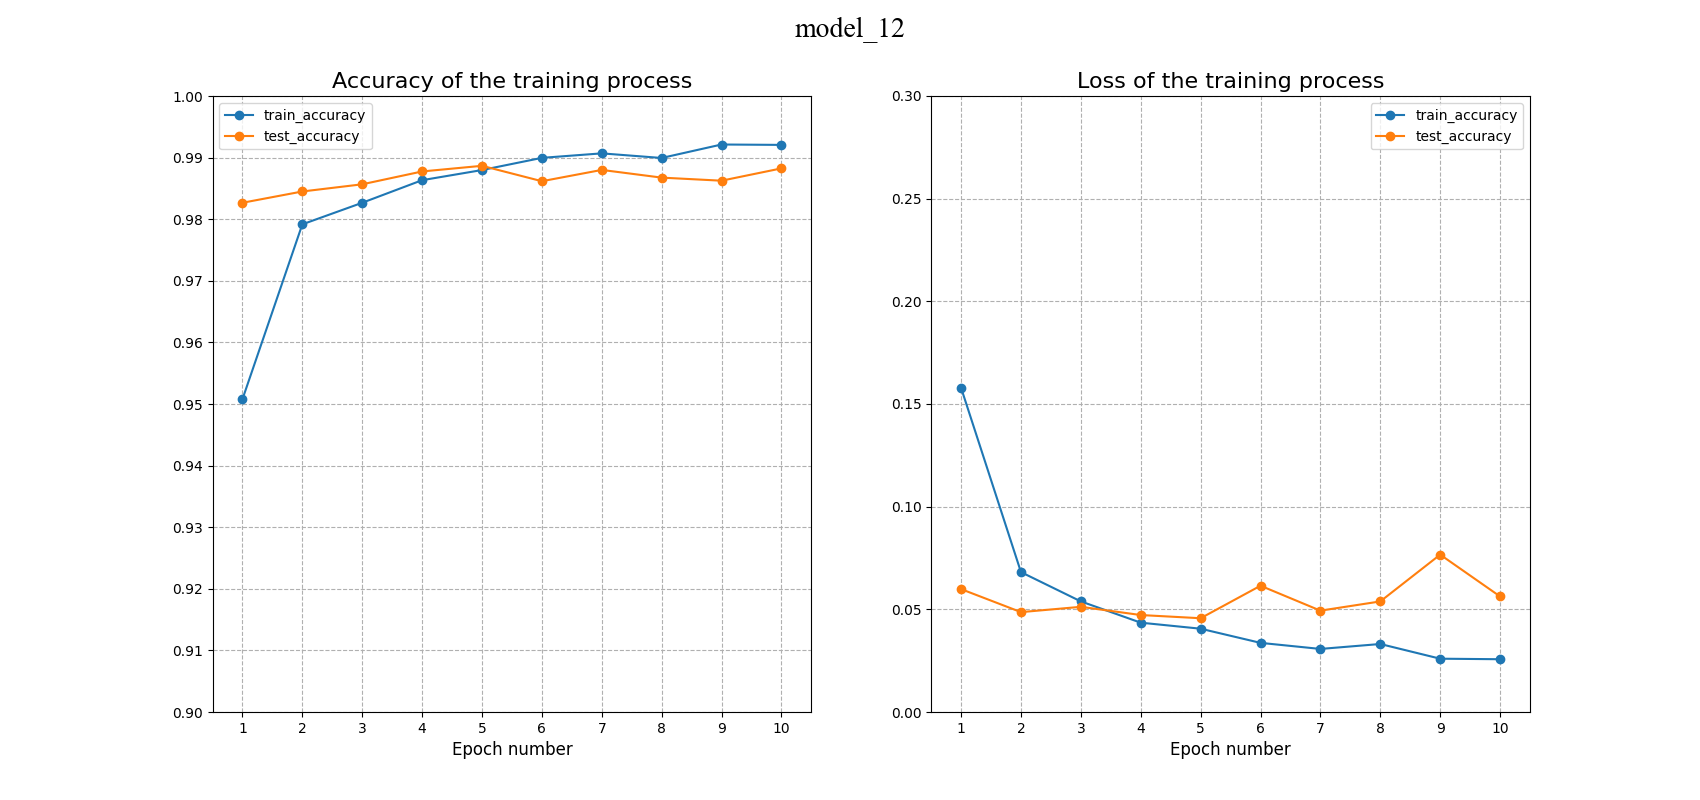 model_12
Accuracy of the training process
1.00
0.99
0.98
0.97
0.96
0.95
0.94
0.93
0.92
0.91
0.90
train_accuracy
test_accuracy
1 2 3 4 5 6 7 8 9 10
Epoch number
Loss of the training process
0.30
0.25
0.20
0.15
0.10
0.05
0.00
train_accuracy
test_accuracy
1 2 3 4 5 6 7 8 9 10
Epoch number